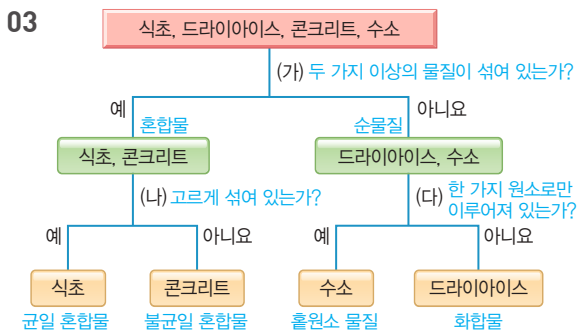 03
식초, 드라이아이스, 콘크리트, 수소
(가) 두 가지 이상의 물질이 섞여 있는가?
예 아니요
혼합물 순물질
식초, 콘크리트 드라이아이스, 수소
(나) 고르게 섞여 있는가?
(다) 한 가지 원소로만
이루어져 있는가?
예 아니요 예 아니요
식초 콘크리트 수소 드라이아이스
균일 혼합물 불균일 혼합물 홑원소 물질 화합물